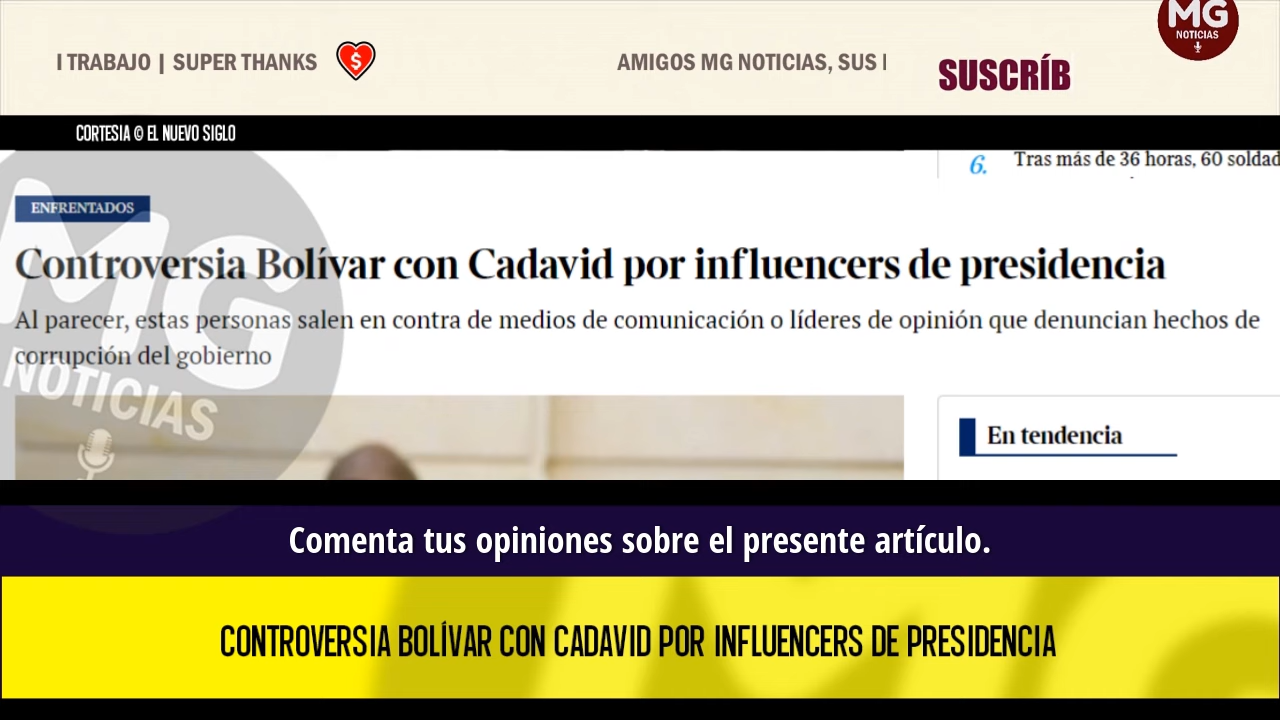 I TRABAJO | SUPER THANKS
AMIGOS MG NOTICIAS, SUS
SUSCRÍB
MG
NOTICIAS
CORTESIA © EL NUEVO SIGLO
6. Tras más de 36 horas, 60 soldad
ENFRENTADOS
Controversia Bolívar con Cadavid por influencers de presidencia
Al parecer, estas personas salen en contra de medios de comunicación o líderes de opinión que denuncian hechos de
corrupción del gobierno
MG
NOTICIAS
En tendencia
Comenta tus opiniones sobre el presente artículo.
CONTROVERSIA BOLÍVAR CON CADAVID POR INFLUENCERS DE PRESIDENCIA